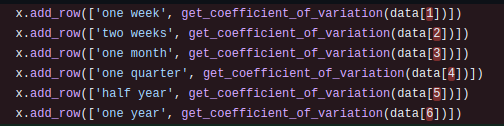 x.add_row(['one week', get_coefficient_of_variation(data[1])])
x.add_row(['two weeks', get_coefficient_of_variation(data[2])])
x.add_row(['one month', get_coefficient_of_variation(data[3])])
x.add_row(['one quarter', get_coefficient_of_variation(data[4])])
x.add_row(['half year', get_coefficient_of_variation(data[5])])
x.add_row(['one year', get_coefficient_of_variation(data[6])])